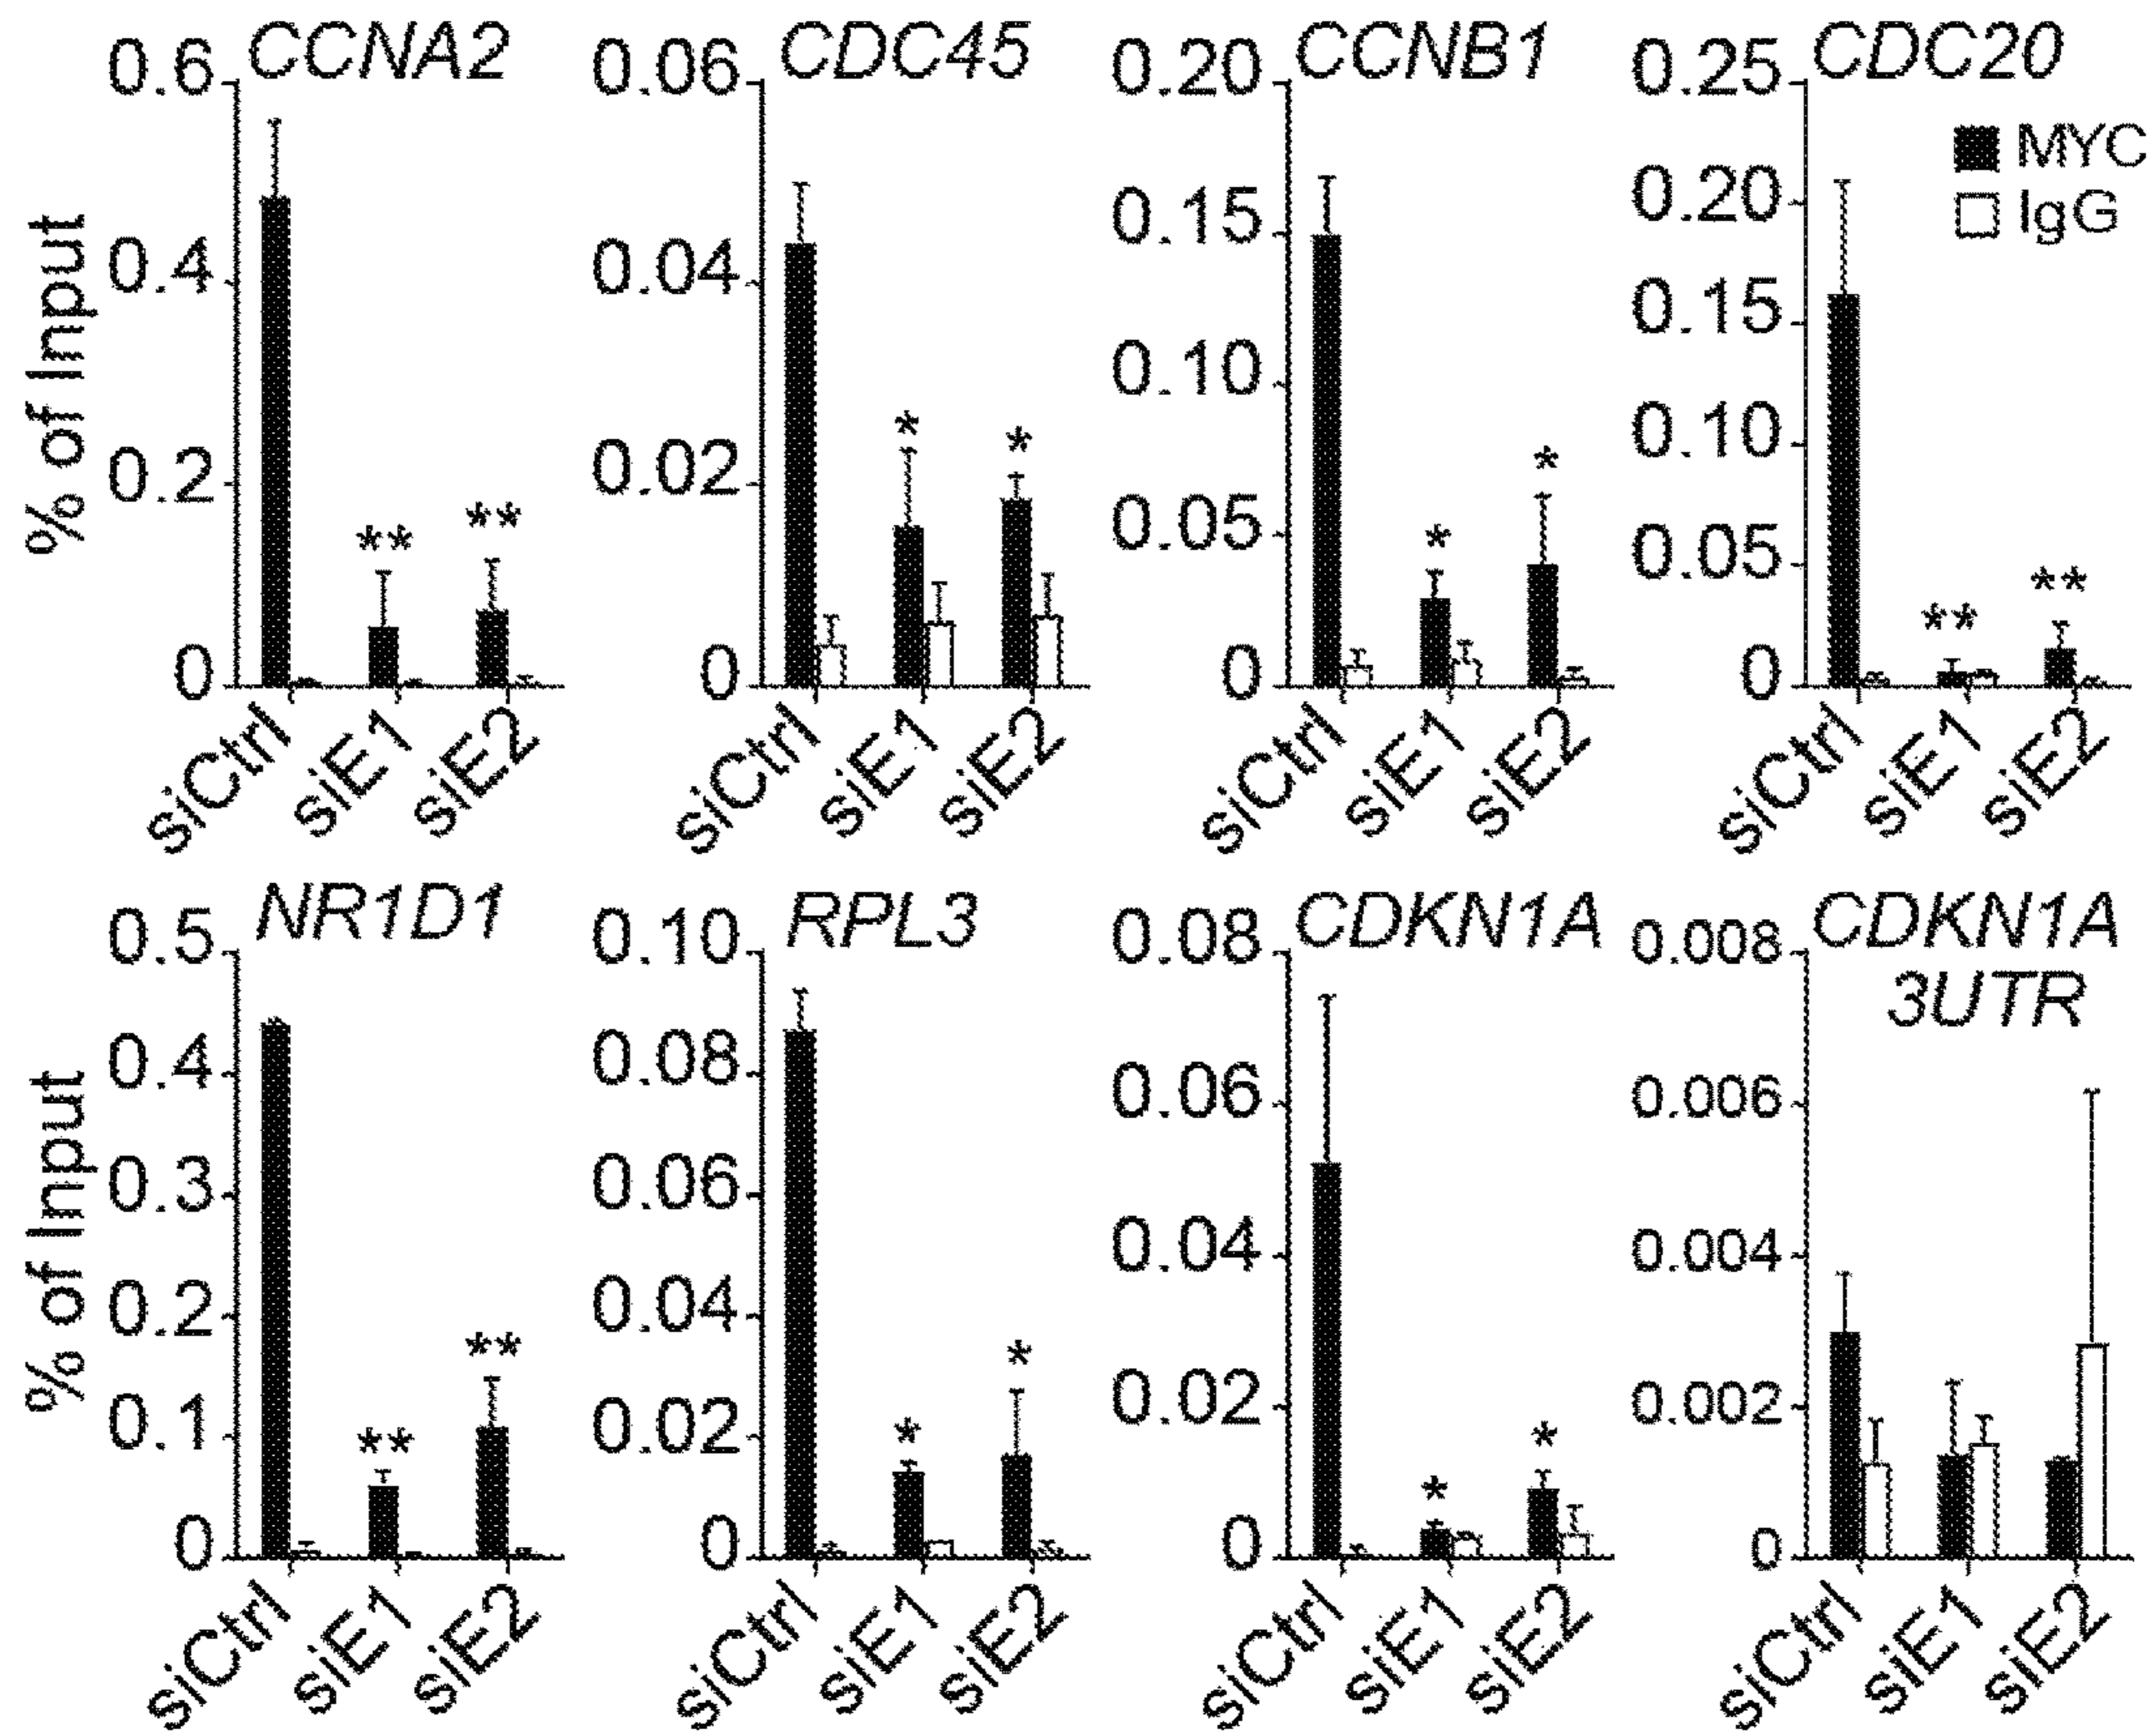 CCNA2
0.6
0.4
0.2
0
% of Input
** **
siCtrl siE1 siE2
CDC45
0.06
0.04
0.02
0
* *
siCtrl siE1 siE2
CCNB1
0.20
0.15
0.10
0.05
0
* *
siCtrl siE1 siE2
CDC20
0.25
0.20
0.15
0.10
0.05
0
MYC
IgG
** **
siCtrl siE1 siE2
NR1D1
0.5
0.4
0.3
0.2
0.1
0
% of Input
** **
siCtrl siE1 siE2
RPL3
0.10
0.08
0.06
0.04
0.02
0
* *
siCtrl siE1 siE2
CDKN1A
0.08
0.06
0.04
0.02
0
* *
siCtrl siE1 siE2
CDKN1A
3UTR
0.008
0.006
0.004
0.002
0
siCtrl siE1 siE2